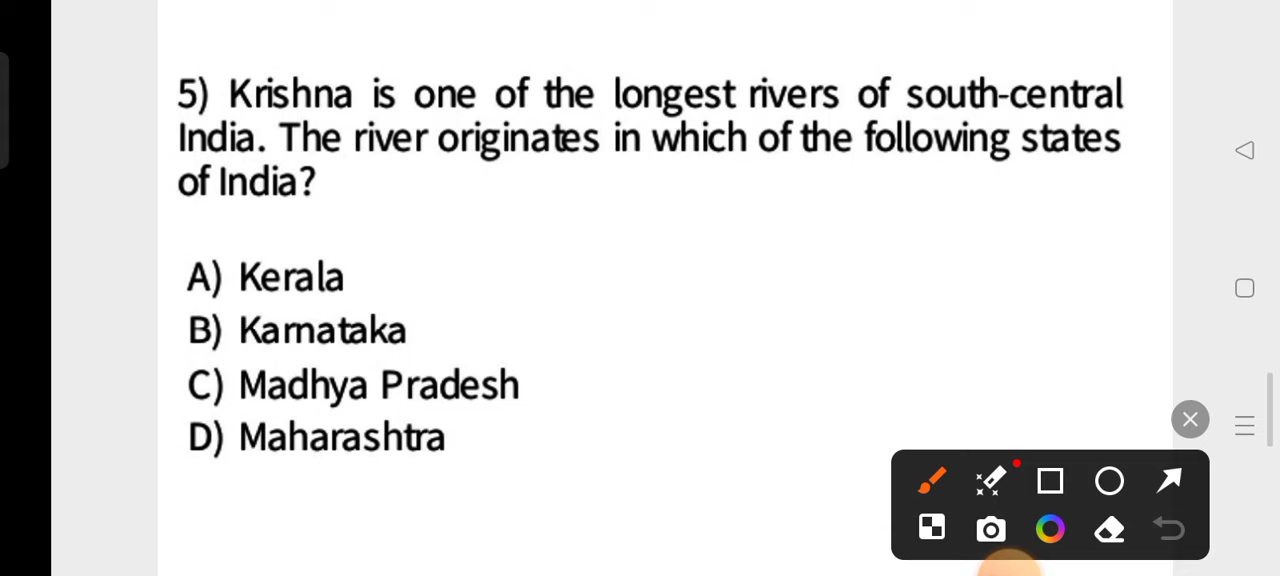 5) Krishna is one of the longest rivers of south-central
India. The river originates in which of the following states
of India?
A) Kerala
B) Karnataka
C) Madhya Pradesh
D) Maharashtra